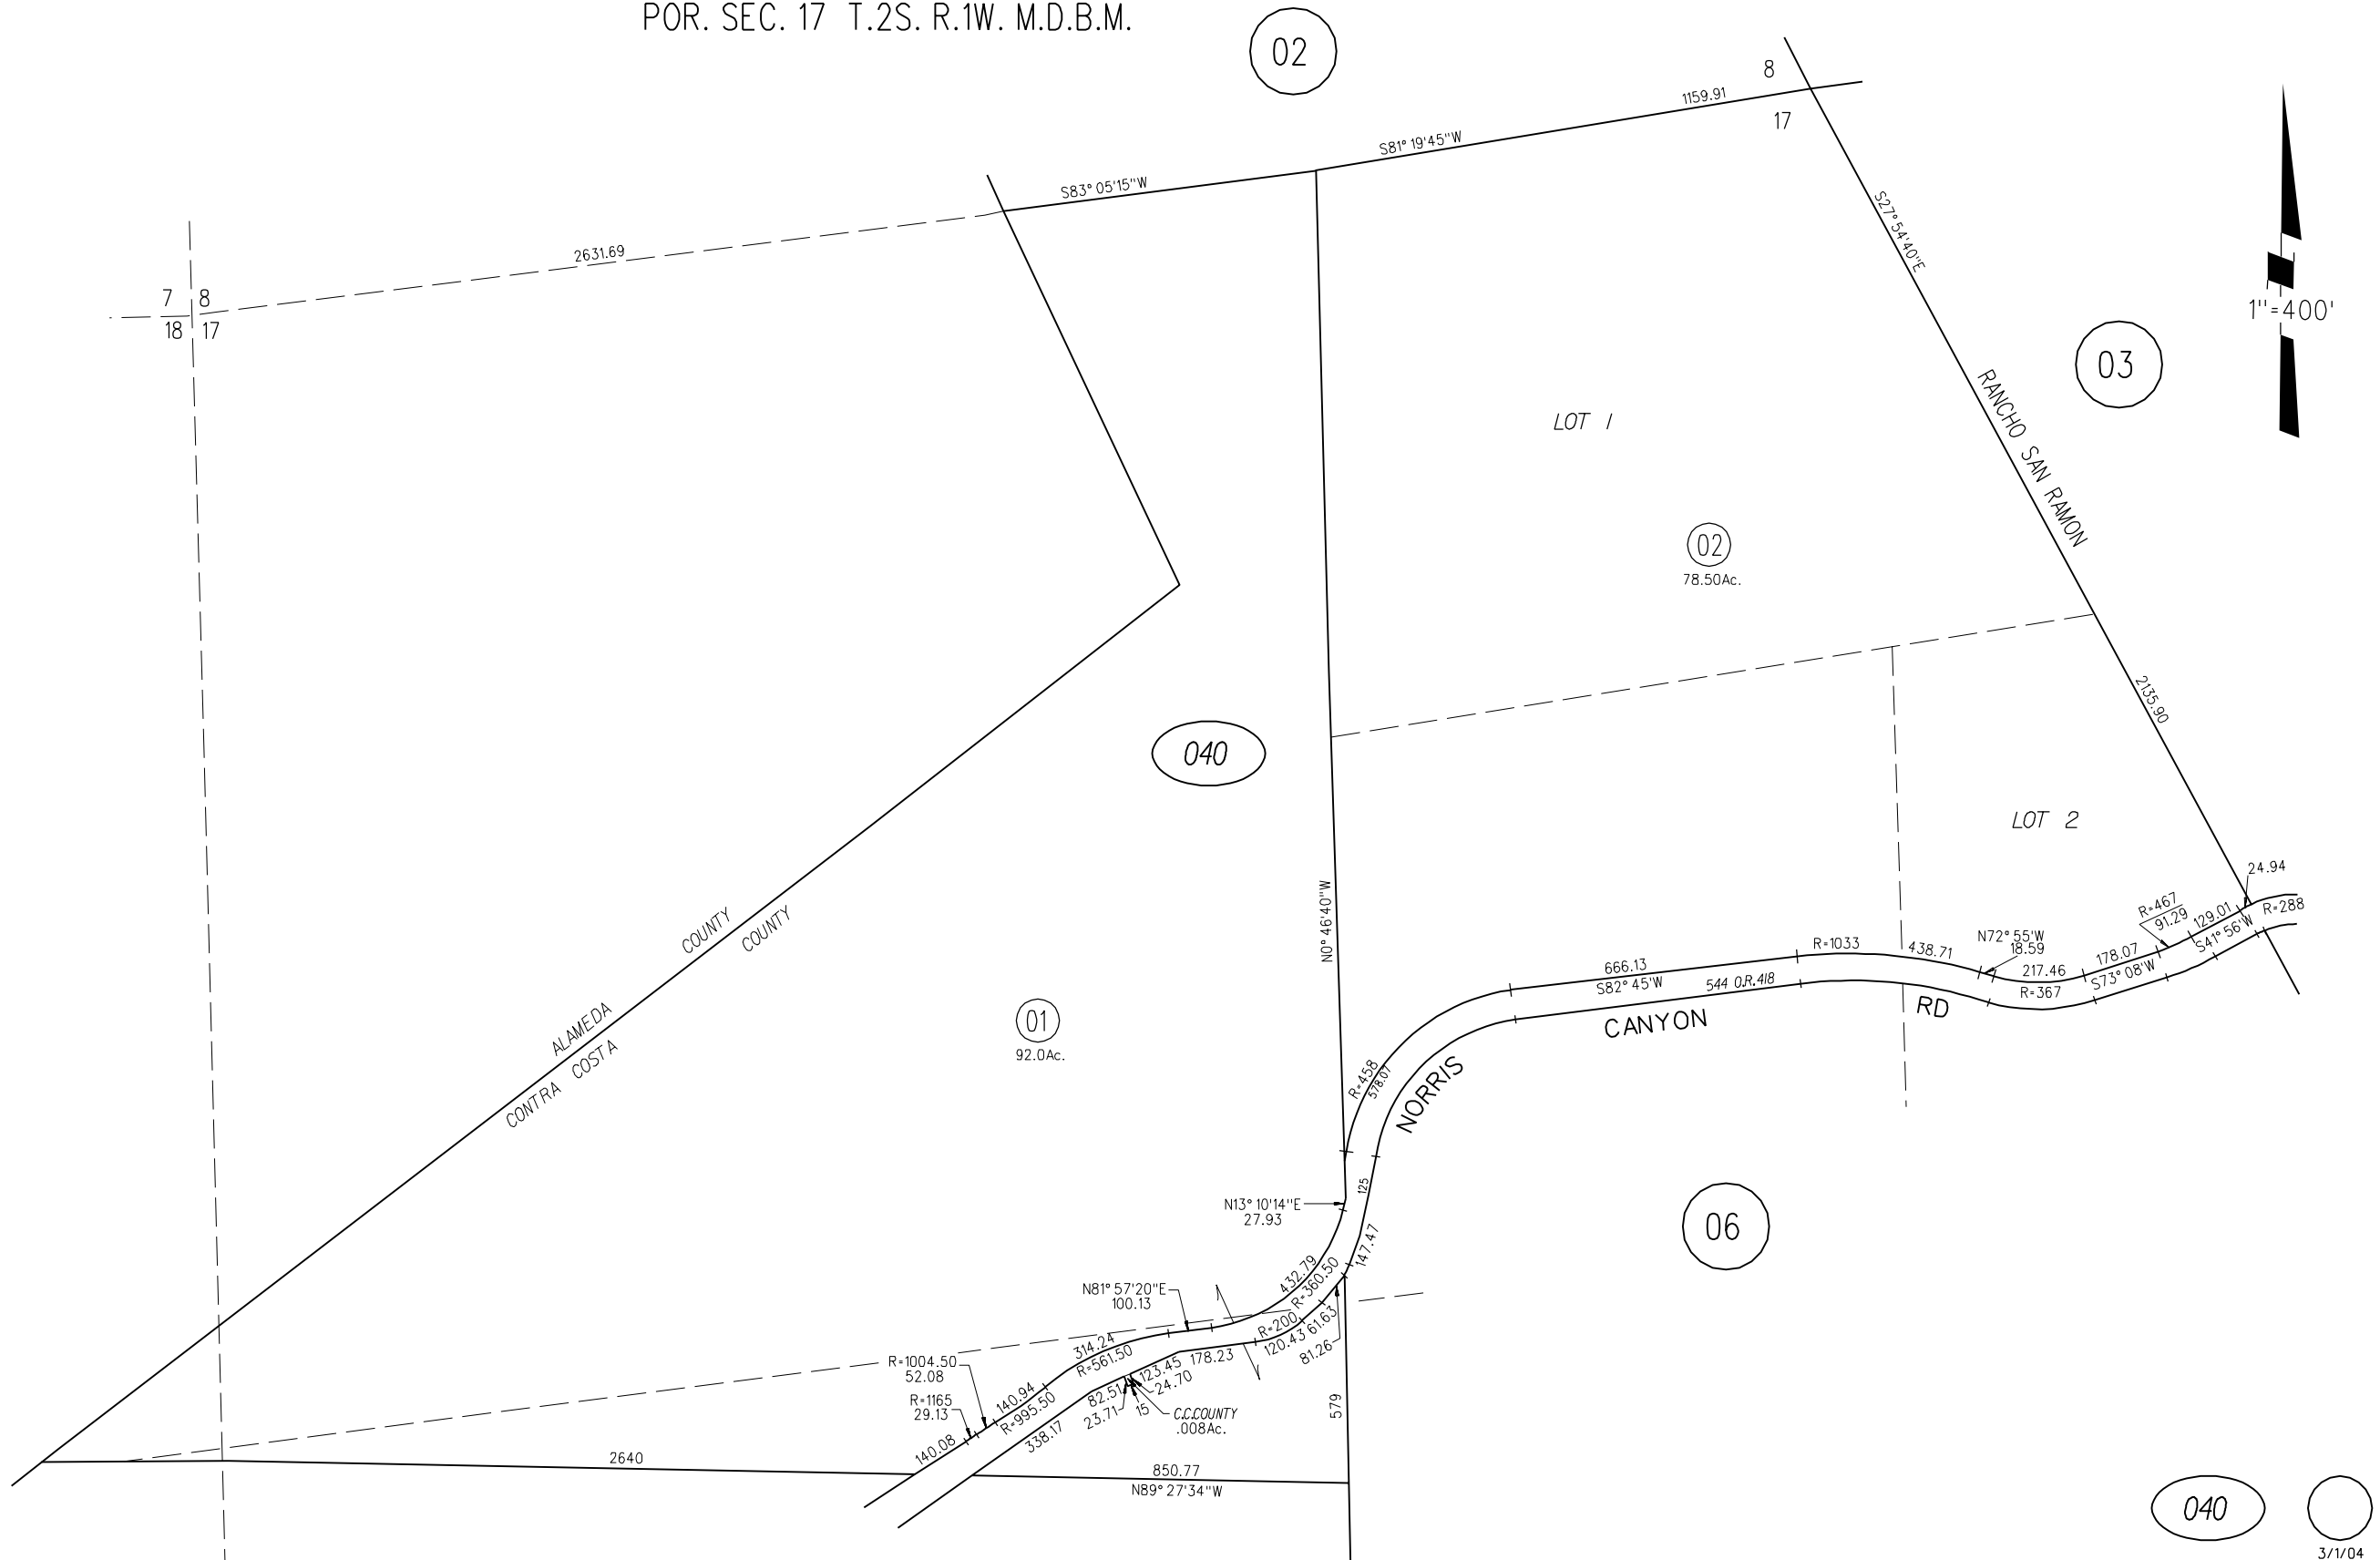 POR. SEC. 17 T.2S. R.1W. M.D.B.M.
02
8
17
1159.91
S81° 19'45"W
S83° 05'15"W
2631.69
7 8
18 17
S27° 54'40"E
1"=400'
03
RANCHO SAN RAMON
LOT 1
02
78.50Ac.
2135.90
040
LOT 2
24.94
R=288
R=467
91.29
129.01
S41° 56'W
N72° 55'W
18.59
178.07
S73° 08'W
217.46
R=367
438.71
R=1033
666.13
S82° 45'W
544 O.R.418
NORRIS CANYON RD
N0° 46'40"W
COUNTY
COUNTY
ALAMEDA
CONTRA COSTA
01
92.0Ac.
R=458
578.07
125
N13° 10'14"E
27.93
147.47
06
432.79
R=360.50
N81° 57'20"E
100.13
R=200
120.43
61.63
81.26
314.24
R=561.50
178.23
123.45
24.70
R=1004.50
52.08
R=1165
29.13
140.94
R=995.50
82.51
23.71
15
C.C.COUNTY
.008Ac.
338.17
140.08
579
2640
850.77
N89° 27'34"W
040
3/1/04